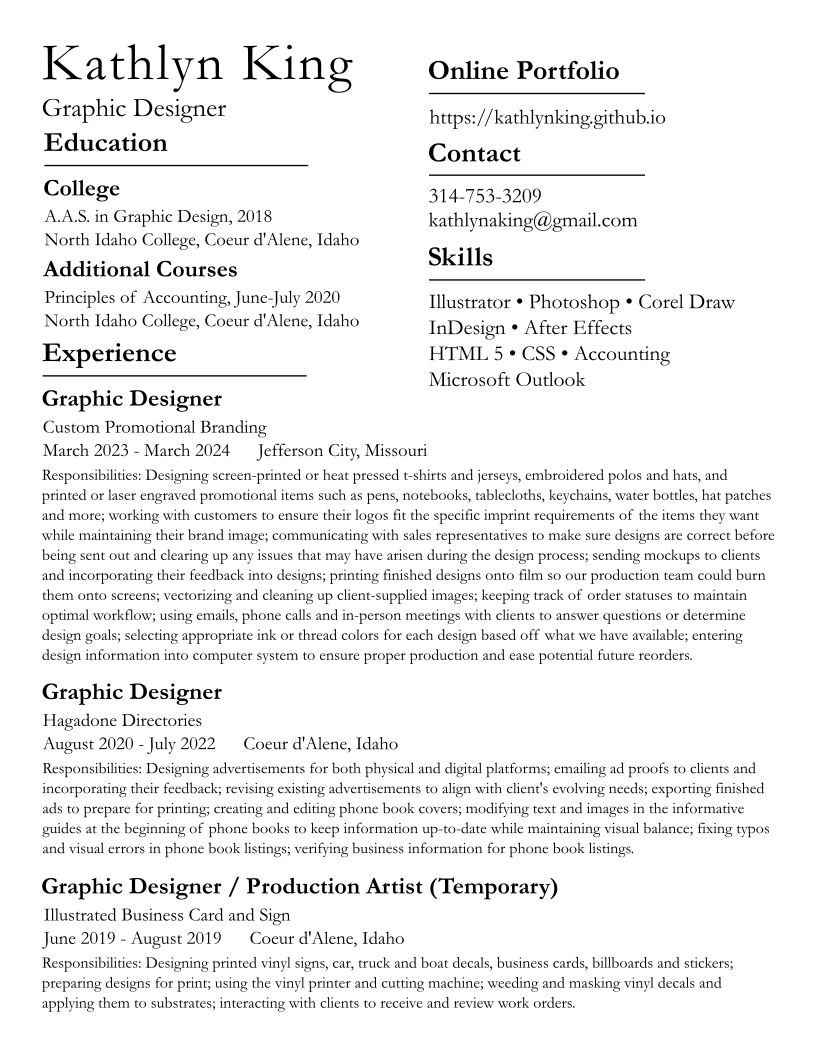 Kathlyn King
Graphic Designer
Education
College
A.A.S. in Graphic Design, 2018
North Idaho College, Coeur d'Alene, Idaho
Additional Courses
Principles of Accounting, June-July 2020
North Idaho College, Coeur d'Alene, Idaho
Online Portfolio
https://kathlynking.github.io
Contact
314-753-3209
kathlynaking@gmail.com
Skills
Illustrator • Photoshop • Corel Draw
InDesign • After Effects
HTML 5 • CSS • Accounting
Microsoft Outlook
Experience
Graphic Designer
Custom Promotional Branding
March 2023 - March 2024 Jefferson City, Missouri
Responsibilities: Designing screen-printed or heat pressed t-shirts and jerseys, embroidered polos and hats, and
printed or laser engraved promotional items such as pens, notebooks, tablecloths, keychains, water bottles, hat patches
and more; working with customers to ensure their logos fit the specific imprint requirements of the items they want
while maintaining their brand image; communicating with sales representatives to make sure designs are correct before
being sent out and clearing up any issues that may have arisen during the design process; sending mockups to clients
and incorporating their feedback into designs; printing finished designs onto film so our production team could burn
them onto screens; vectorizing and cleaning up client-supplied images; keeping track of order statuses to maintain
optimal workflow; using emails, phone calls and in-person meetings with clients to answer questions or determine
design goals; selecting appropriate ink or thread colors for each design based off what we have available; entering
design information into computer system to ensure proper production and ease potential future reorders.
Graphic Designer
Hagadone Directories
August 2020 - July 2022 Coeur d'Alene, Idaho
Responsibilities: Designing advertisements for both physical and digital platforms; emailing ad proofs to clients and
incorporating their feedback; revising existing advertisements to align with client's evolving needs; exporting finished
ads to prepare for printing; creating and editing phone book covers; modifying text and images in the informative
guides at the beginning of phone books to keep information up-to-date while maintaining visual balance; fixing typos
and visual errors in phone book listings; verifying business information for phone book listings.
Graphic Designer / Production Artist (Temporary)
Illustrated Business Card and Sign
June 2019 - August 2019 Coeur d'Alene, Idaho
Responsibilities: Designing printed vinyl signs, car, truck and boat decals, business cards, billboards and stickers;
preparing designs for print; using the vinyl printer and cutting machine; weeding and masking vinyl decals and
applying them to substrates; interacting with clients to receive and review work orders.